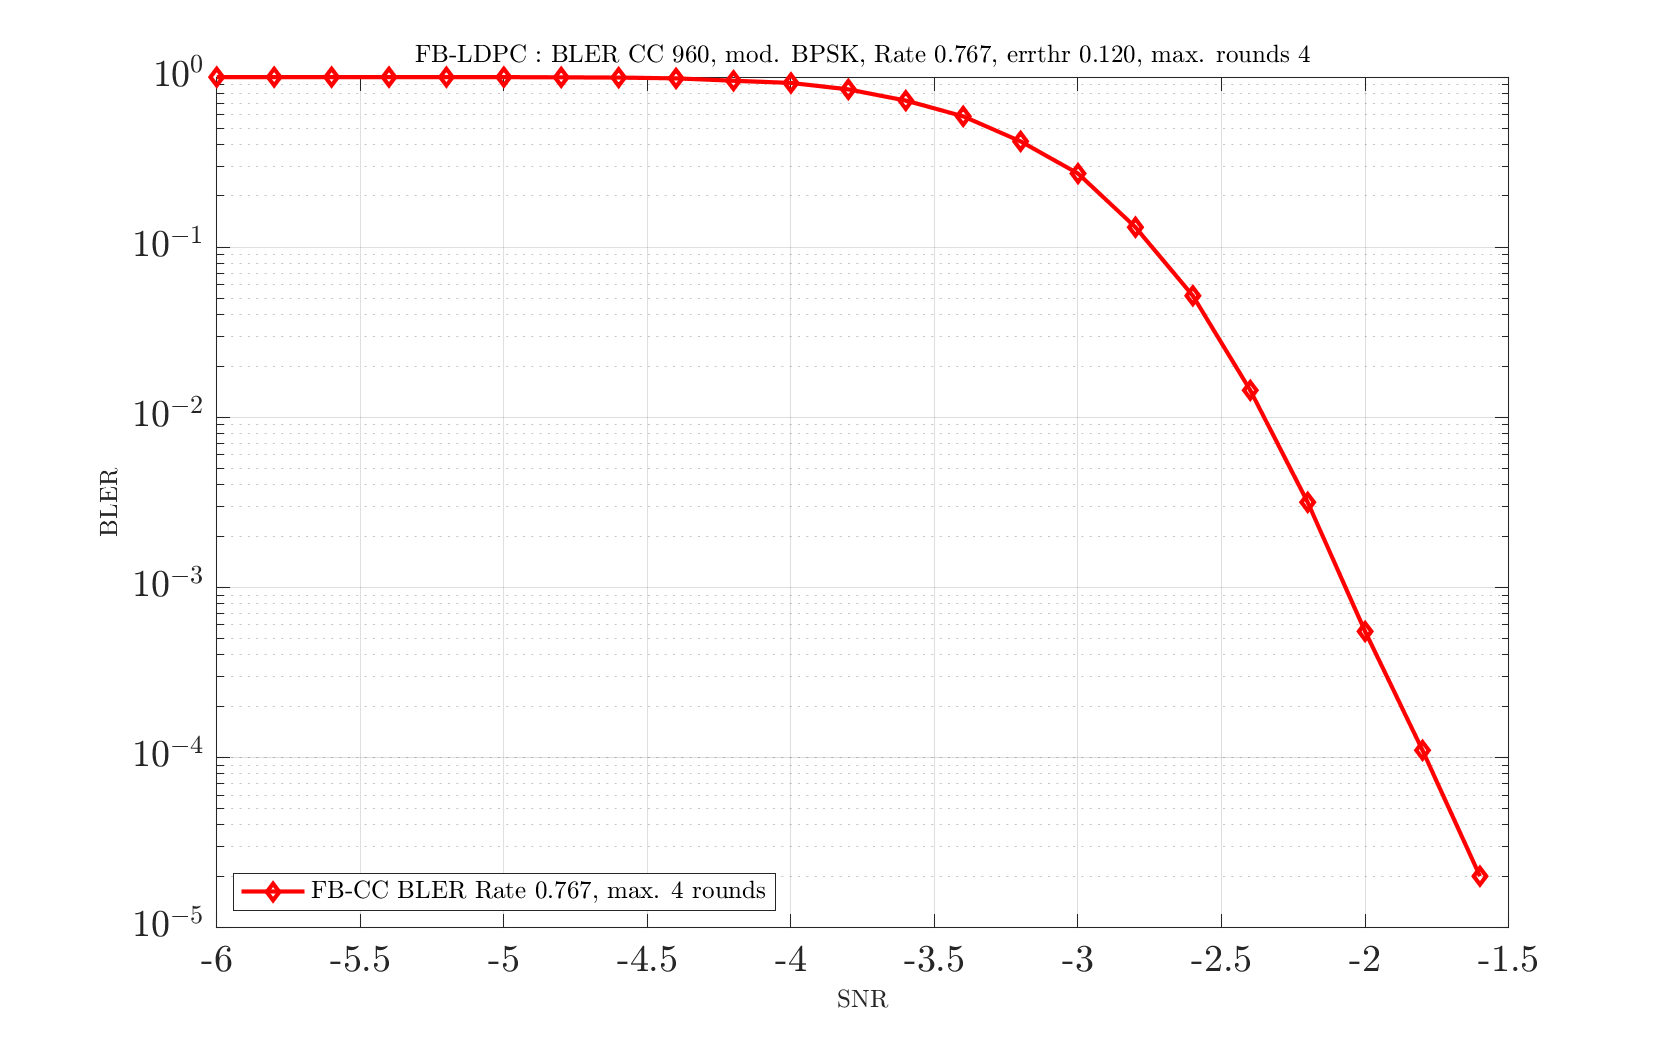 FB-LDPC : BLER CC 960, mod. BPSK, Rate 0.767, errthr 0.120, max. rounds 4
10⁰
10⁻¹
10⁻²
10⁻³
10⁻⁴
10⁻⁵
BLER
FB-CC BLER Rate 0.767, max. 4 rounds
-6 -5.5 -5 -4.5 -4 -3.5 -3 -2.5 -2 -1.5
SNR